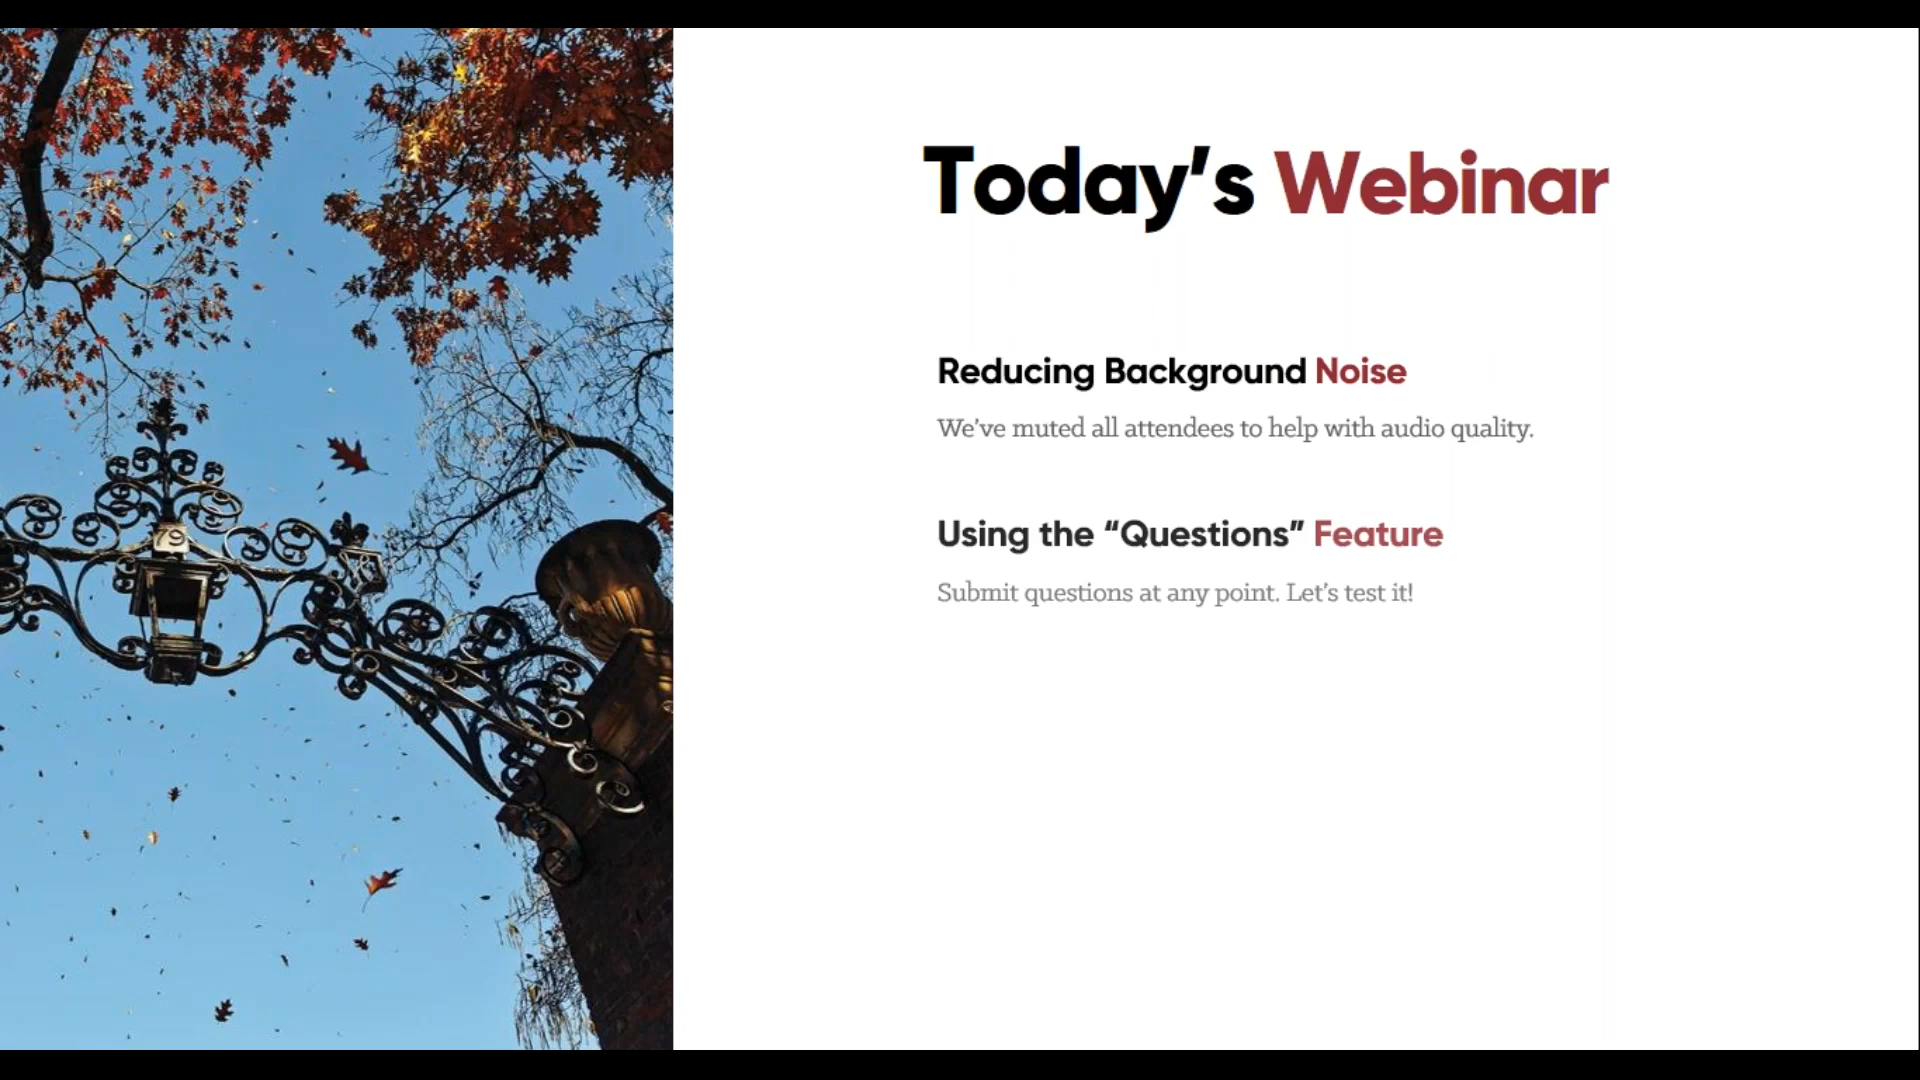 Today’s Webinar
Reducing Background Noise
We’ve muted all attendees to help with audio quality.
Using the “Questions” Feature
Submit questions at any point. Let’s test it!
79